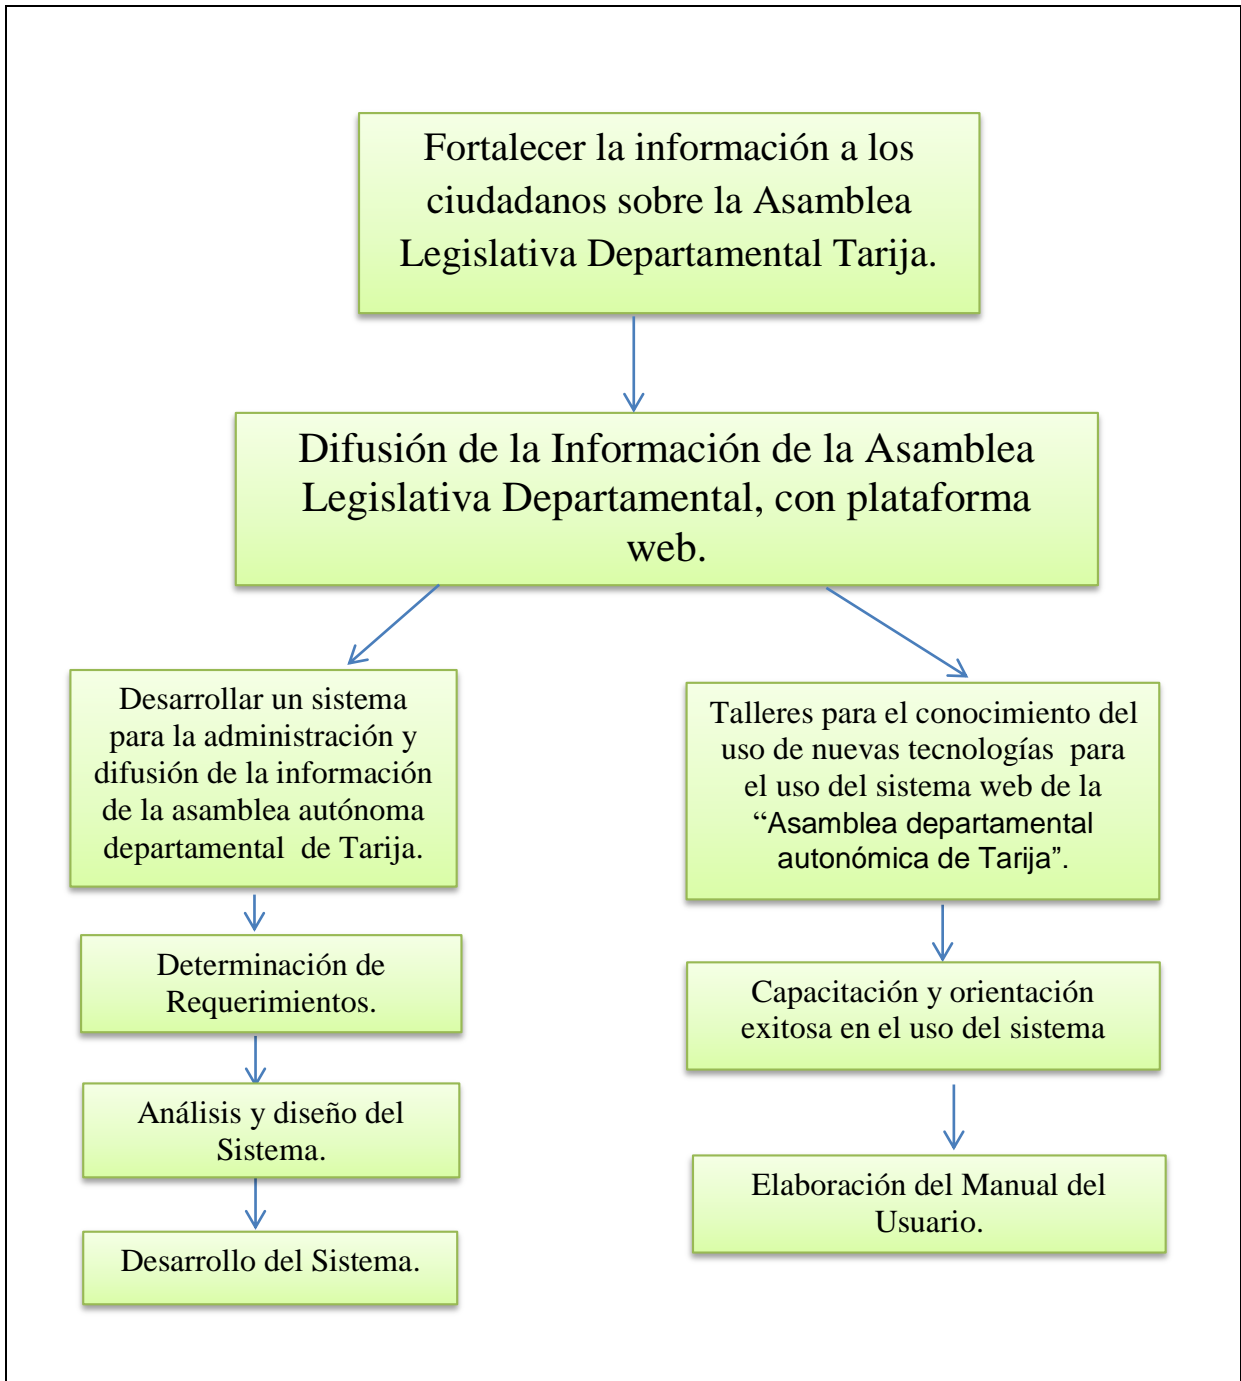 Fortalecer la información a los
ciudadanos sobre la Asamblea
Legislativa Departamental Tarija.
Difusión de la Información de la Asamblea
Legislativa Departamental, con plataforma
web.
Desarrollar un sistema
para la administración y
difusión de la información
de la asamblea autónoma
departamental  de Tarija.
Determinación de
Requerimientos.
Análisis y diseño del
Sistema.
Desarrollo del Sistema.
Talleres para el conocimiento del
uso de nuevas tecnologías  para
el uso del sistema web de la
“Asamblea departamental
autonómica de Tarija”.
Capacitación y orientación
exitosa en el uso del sistema
Elaboración del Manual del
Usuario.